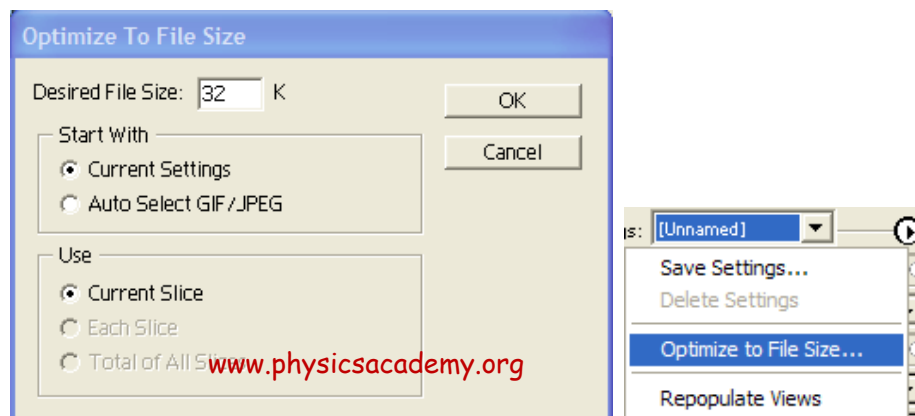 Optimize To File Size
Desired File Size: 32 K
OK
Start With
Cancel
Current Settings
Auto Select GIF/JPEG
Use
Current Slice
Each Slice
Total of All Slices
www.physicsacademy.org
[Unnamed]
Save Settings...
Delete Settings
Optimize to File Size...
Repopulate Views